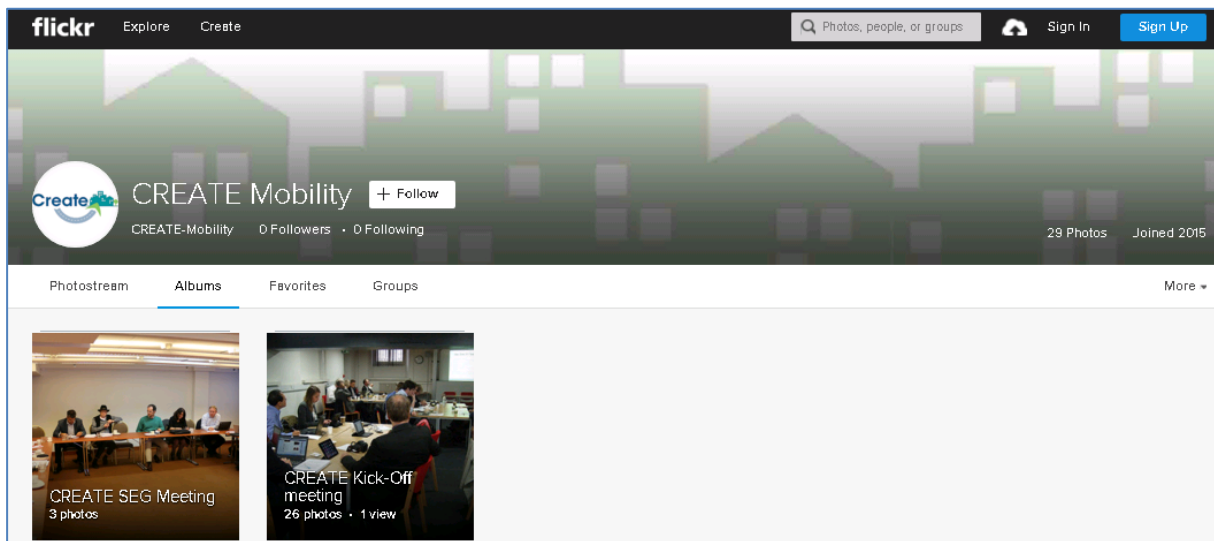 flickr Explore Create Photos, people, or groups Sign In Sign Up
Create
CREATE Mobility + Follow
CREATE-Mobility 0 Followers • 0 Following 29 Photos Joined 2015
Photostream Albums Favorites Groups More
CREATE SEG Meeting
3 photos
CREATE Kick-Off
meeting
26 photos • 1 view